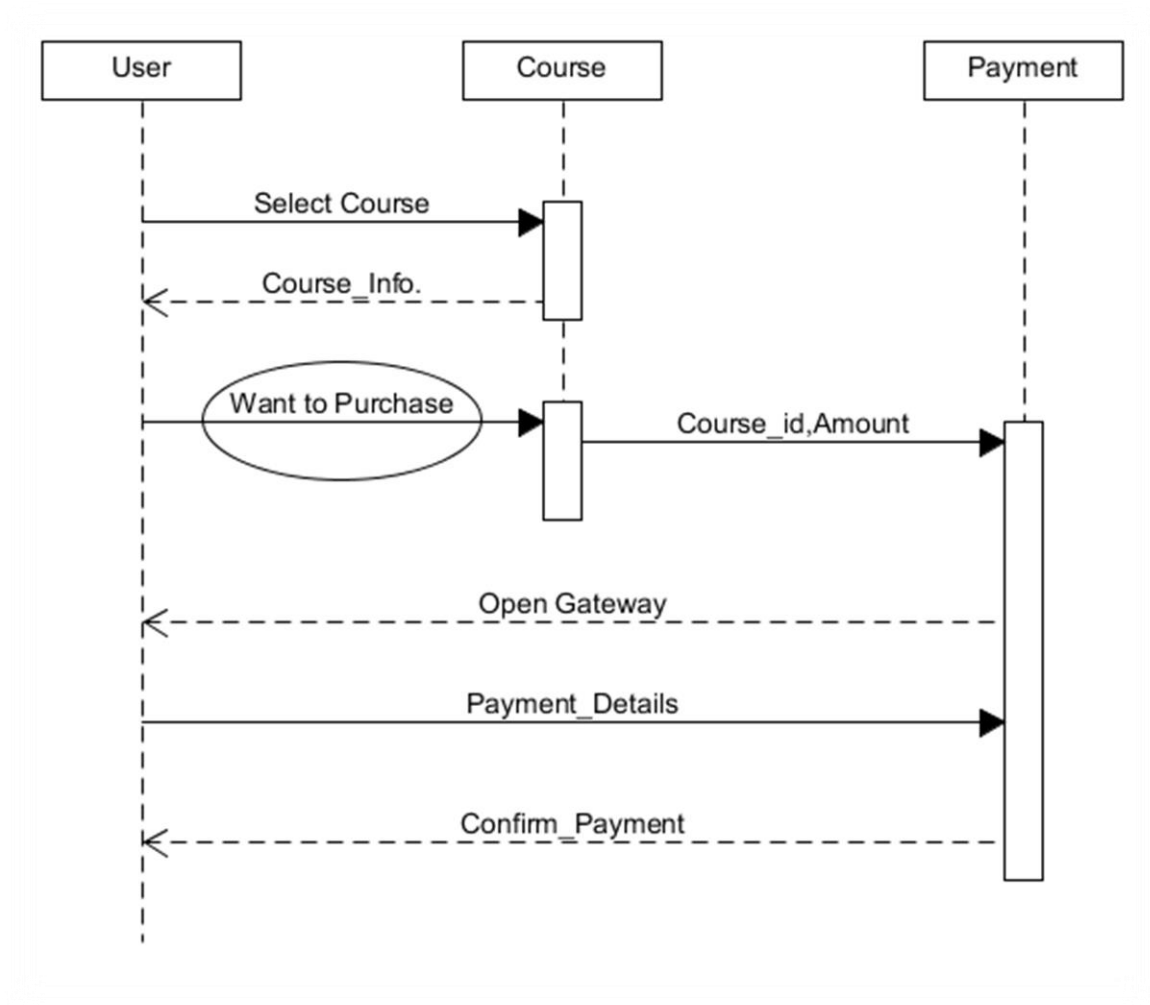 User
Course
Payment
Select Course
Course_Info.
Want to Purchase
Course_id,Amount
Open Gateway
Payment_Details
Confirm_Payment